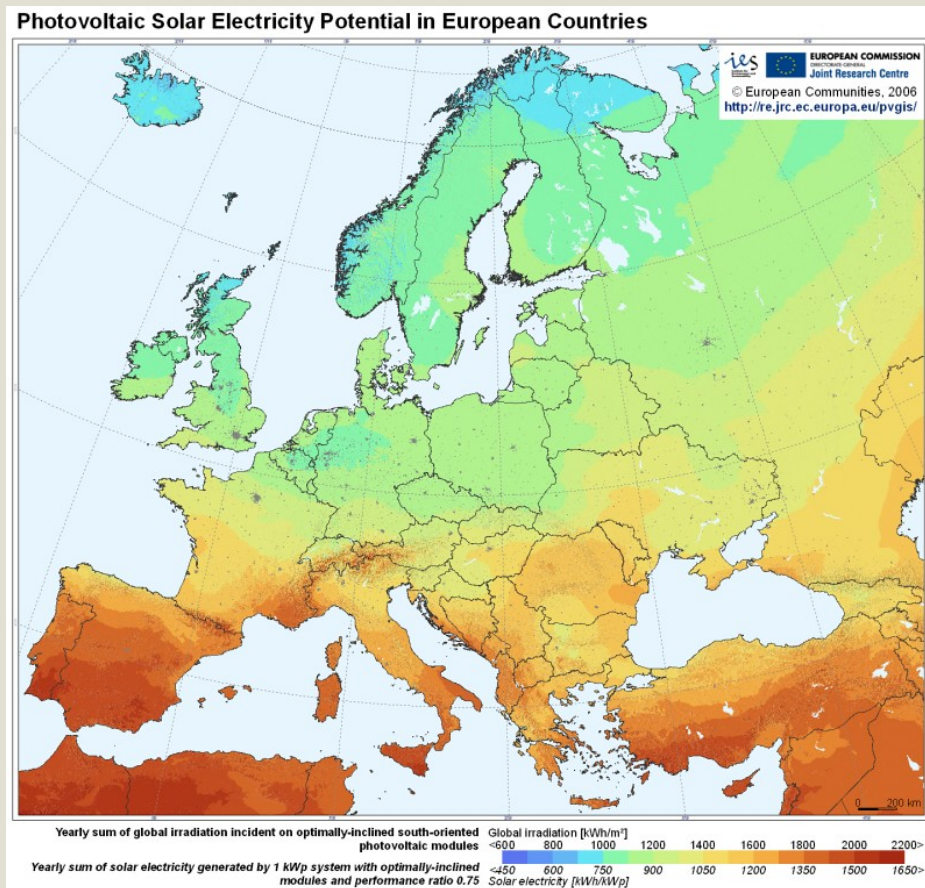 Photovoltaic Solar Electricity Potential in European Countries
ies
EUROPEAN COMMISSION
DIRECTORATE-GENERAL
Joint Research Centre
© European Communities, 2006
http://re.jrc.ec.europa.eu/pvgis/
0 200 km
Yearly sum of global irradiation incident on optimally-inclined south-oriented
photovoltaic modules
Global irradiation [kWh/m²]
<600 800 1000 1200 1400 1600 1800 2000 2200>
<450 600 750 900 1050 1200 1350 1500 1650>
Yearly sum of solar electricity generated by 1 kWp system with optimally-inclined
modules and performance ratio 0.75
Solar electricity [kWh/kWp]